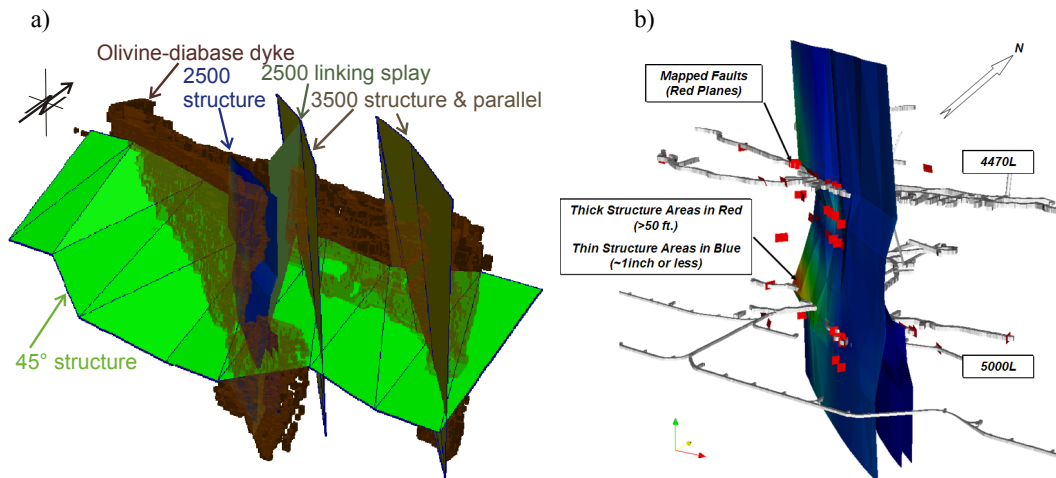 a)
Olivine-diabase dyke
2500
structure
2500 linking splay
3500 structure & parallel
45° structure
b)
N
Mapped Faults
(Red Planes)
4470L
Thick Structure Areas in Red
(>50 ft.)
Thin Structure Areas in Blue
(~1inch or less)
5000L